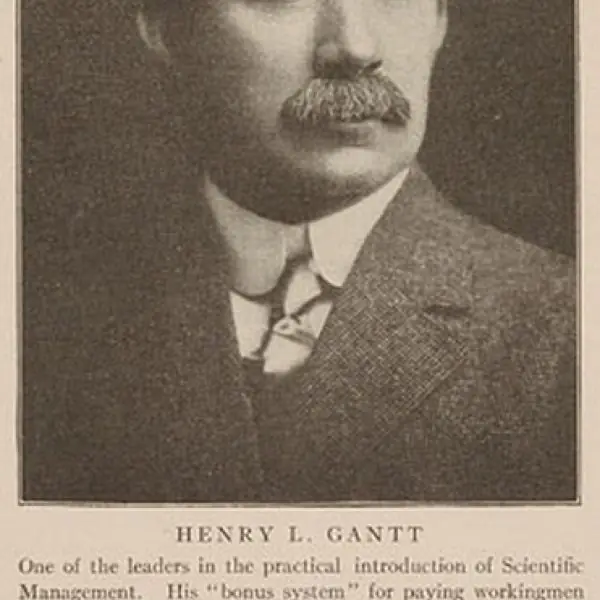 HENRY L. GANTT
One of the leaders in the practical introduction of Scientific
Management. His "bonus system" for paying workingmen